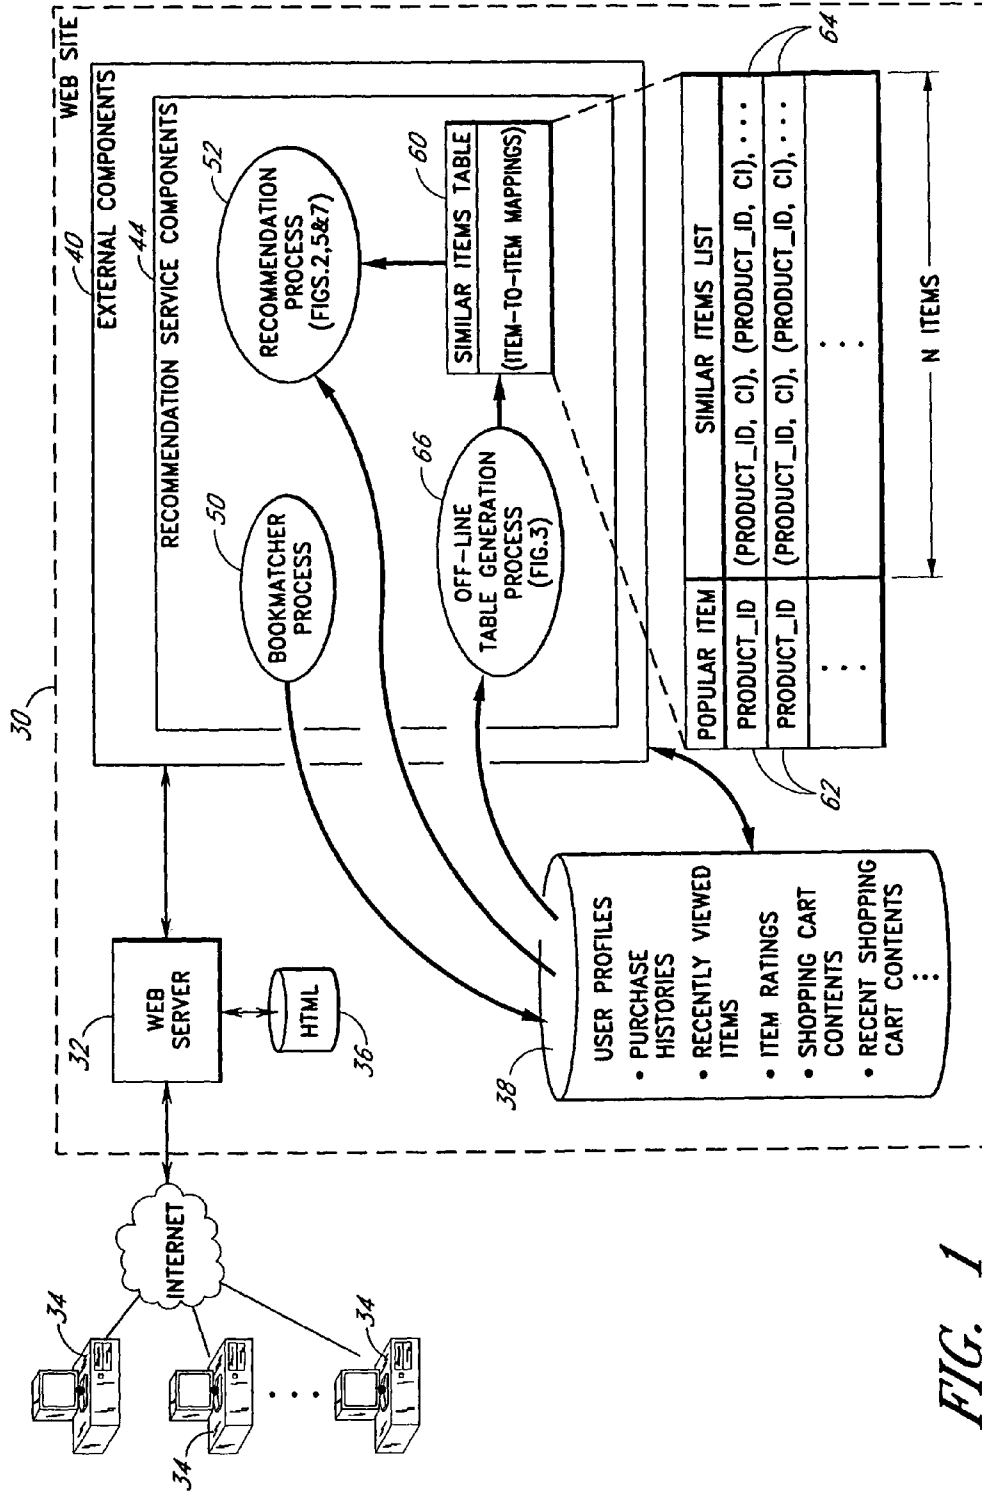 30
WEB SITE
40
EXTERNAL COMPONENTS
44
RECOMMENDATION SERVICE COMPONENTS
34
34
34
INTERNET
32
WEB
SERVER
HTML
36
50
BOOKMATCHER
PROCESS
52
RECOMMENDATION
PROCESS
(FIGS.2,5&7)
66
OFF-LINE
TABLE GENERATION
PROCESS
(FIG.3)
60
SIMILAR ITEMS TABLE
(ITEM-TO-ITEM MAPPINGS)
38
USER PROFILES
• PURCHASE
HISTORIES
• RECENTLY VIEWED
ITEMS
• ITEM RATINGS
• SHOPPING CART
CONTENTS
• RECENT SHOPPING
CART CONTENTS
POPULAR ITEM SIMILAR ITEMS LIST
PRODUCT_ID (PRODUCT_ID, CI), (PRODUCT_ID, CI), ...
PRODUCT_ID (PRODUCT_ID, CI), (PRODUCT_ID, CI), ...
62
64
N ITEMS
FIG. 1